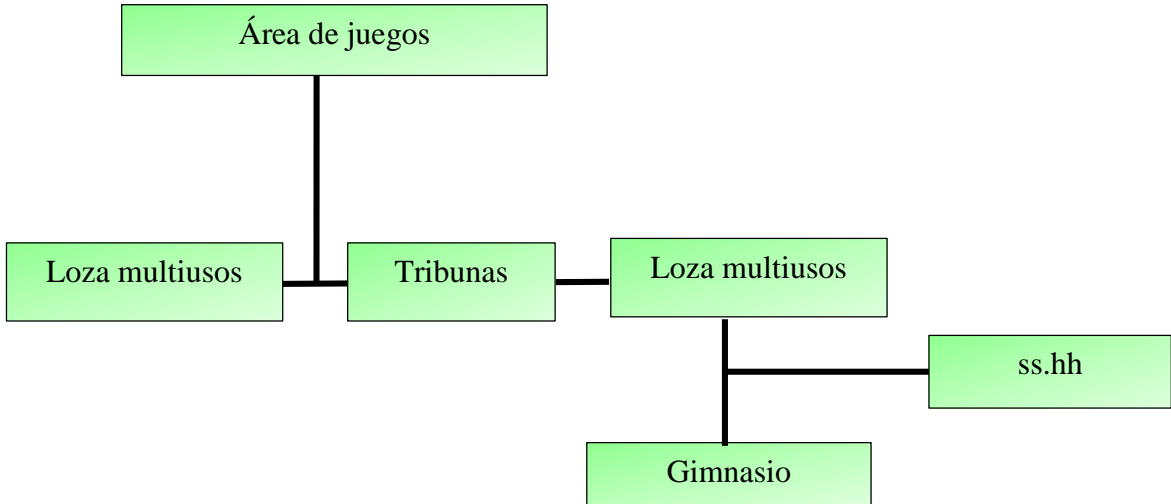 Área de juegos
Loza multiusos
Tribunas
Loza multiusos
ss.hh
Gimnasio